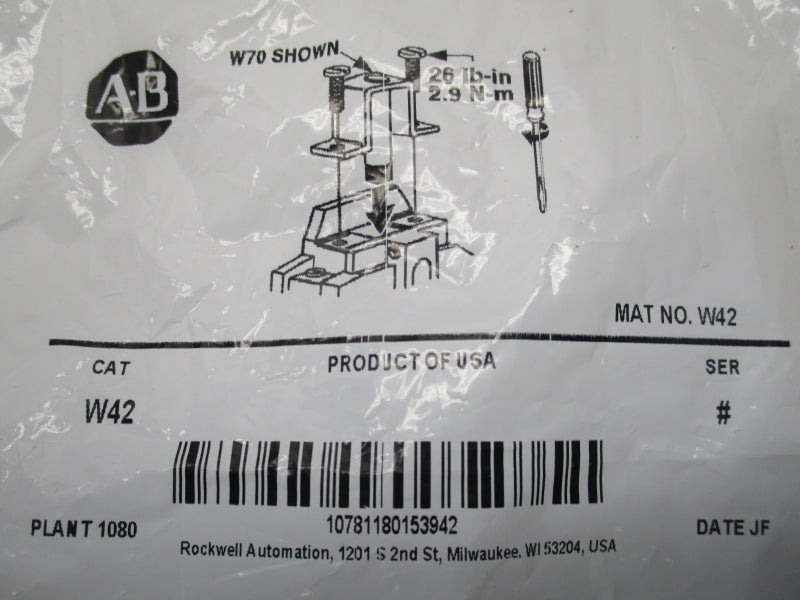 W70 SHOWN
A-B
26 lb-in
2.9 N-m
MAT NO. W42
CAT
PRODUCT OF USA
SER
W42
#
10781180153942
PLANT 1080
DATE JF
Rockwell Automation, 1201 S 2nd St, Milwaukee, WI 53204, USA